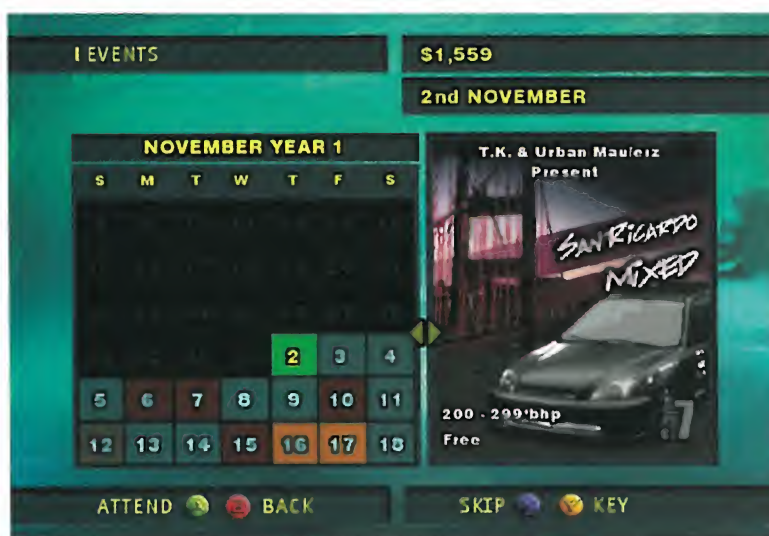 EVENTS
$1,559
2nd NOVEMBER
NOVEMBER YEAR 1
S M T W T F S
2 3 4
5 6 7 8 9 10 11
12 13 14 15 16 17 18
T.K. & Urban Maulerz
Present
SAN RICARDO
MIXED
200 - 299*bhp
Free
7
ATTEND BACK
SKIP Y KEY